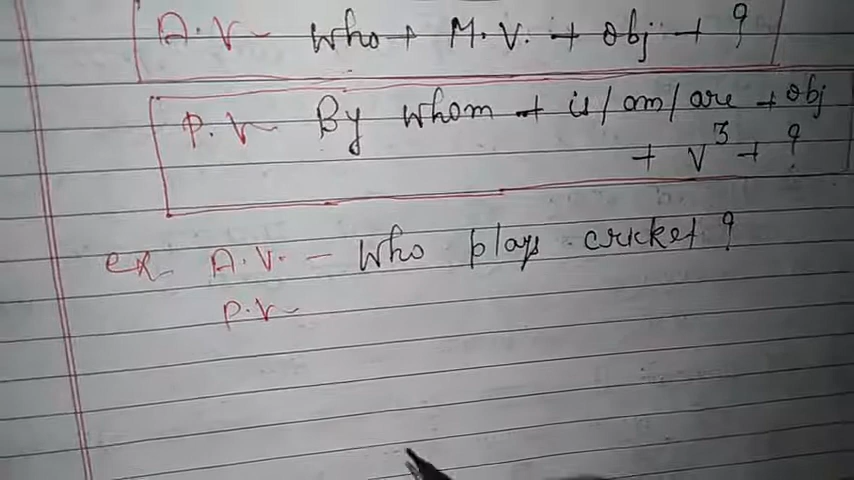 A.V- Who + M.V. + obj + ?
P.V- By whom + is/am/are + obj
+ V3 + ?
ex- A.V. - Who plays cricket ?
P.V-